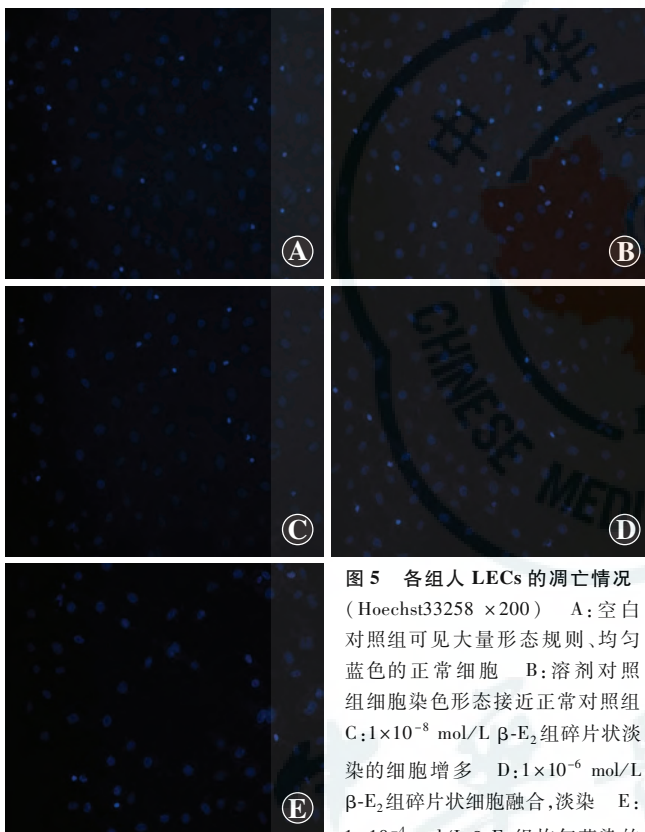 A
B
中华
CHINESE MEDI
C
D
E
图 5 各组人 LECs 的凋亡情况
(Hoechst33258 ×200) A:空白
对照组可见大量形态规则、均匀
蓝色的正常细胞 B:溶剂对照
组细胞染色形态接近正常对照组
C:1×10⁻⁸ mol/L β-E₂组碎片状淡
染的细胞增多 D:1×10⁻⁶ mol/L
β-E₂组碎片状细胞融合,淡染 E: